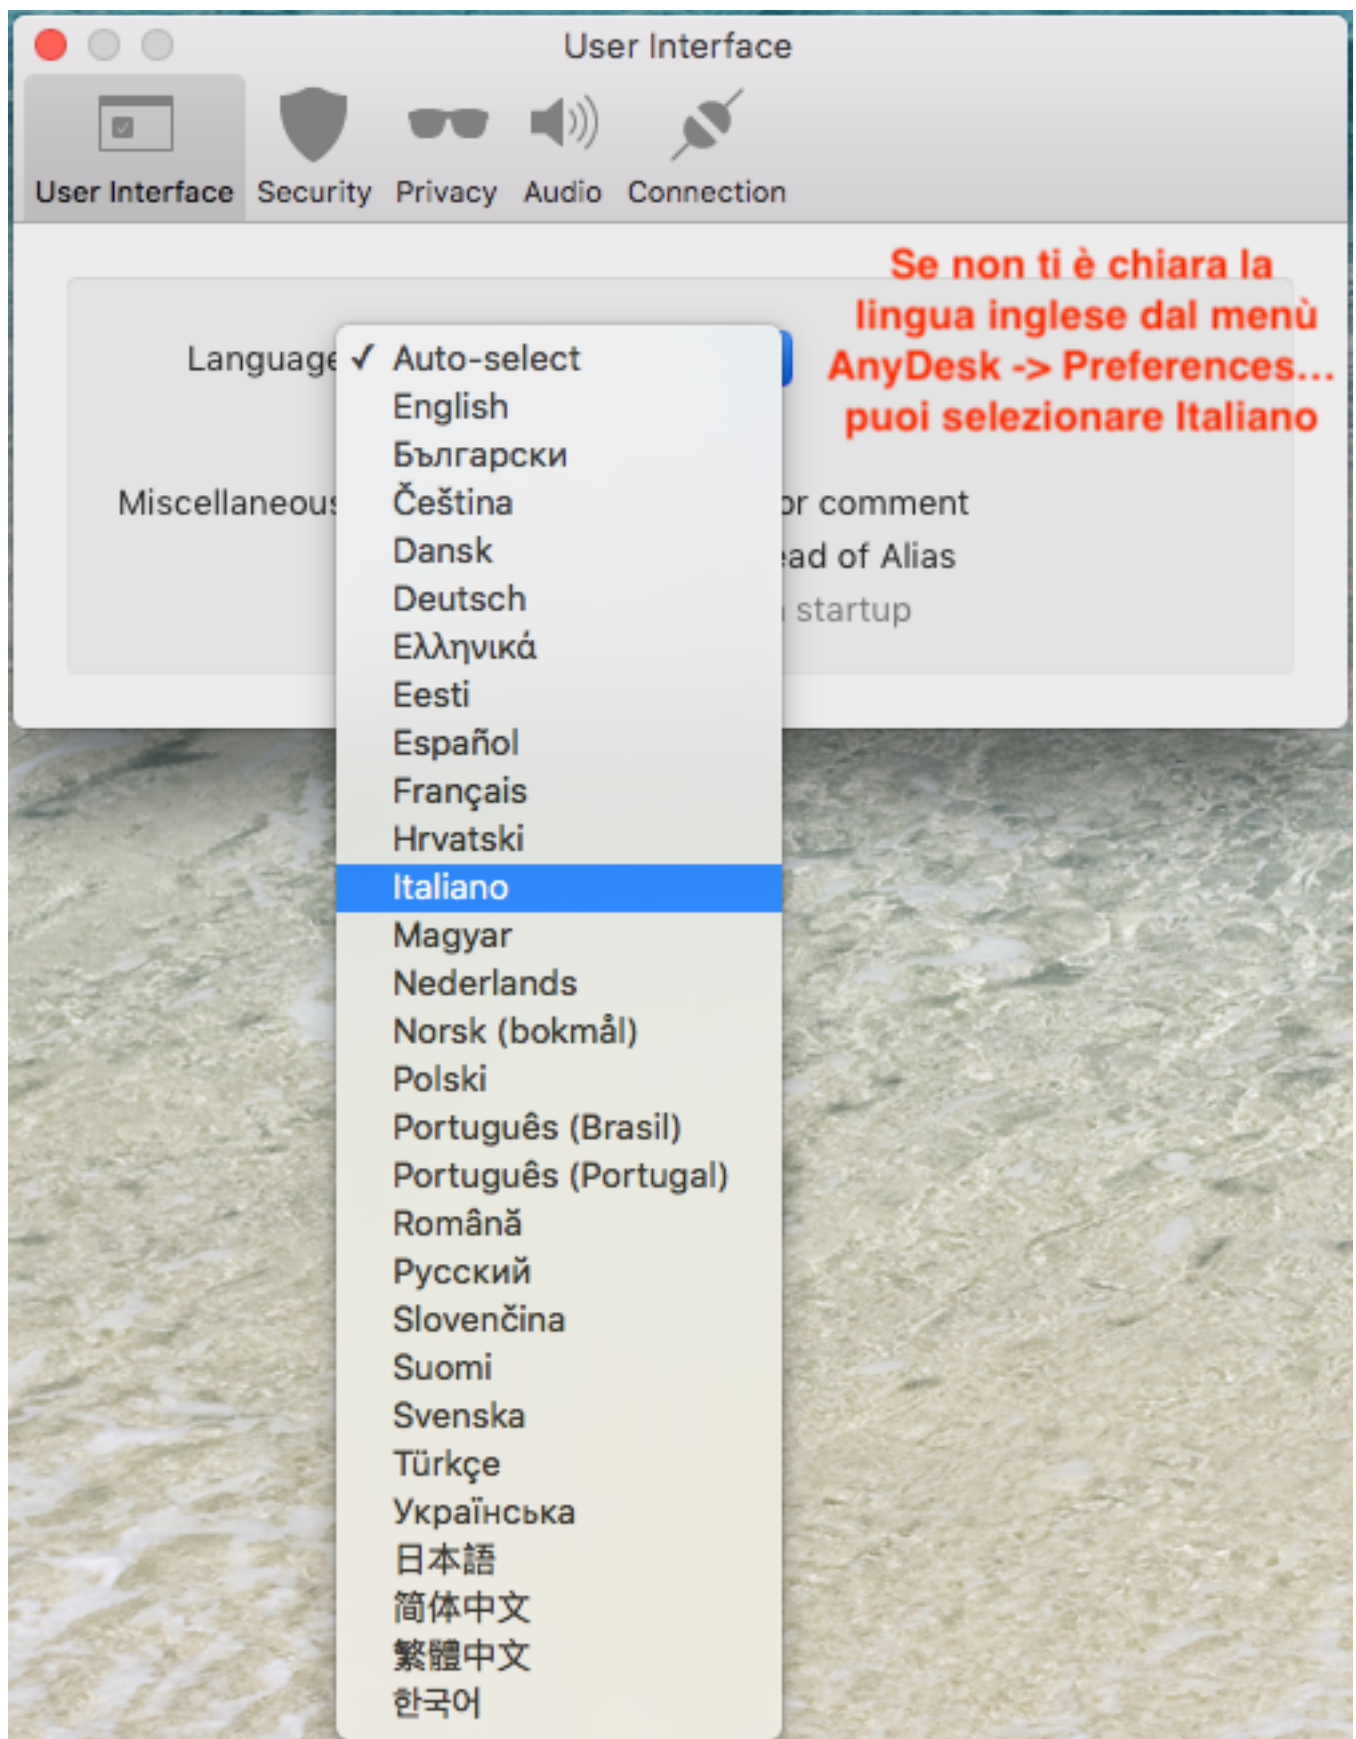 User Interface
User Interface Security Privacy Audio Connection
Se non ti è chiara la
lingua inglese dal menù
AnyDesk -> Preferences...
puoi selezionare Italiano
Language
✓ Auto-select
English
Български
Čeština
Dansk
Deutsch
Ελληνικά
Eesti
Español
Français
Hrvatski
Italiano
Magyar
Nederlands
Norsk (bokmål)
Polski
Português (Brasil)
Português (Portugal)
Română
Русский
Slovenčina
Suomi
Svenska
Türkçe
Українська
日本語
简体中文
繁體中文
한국어
Miscellaneous
or comment
of Alias
startup